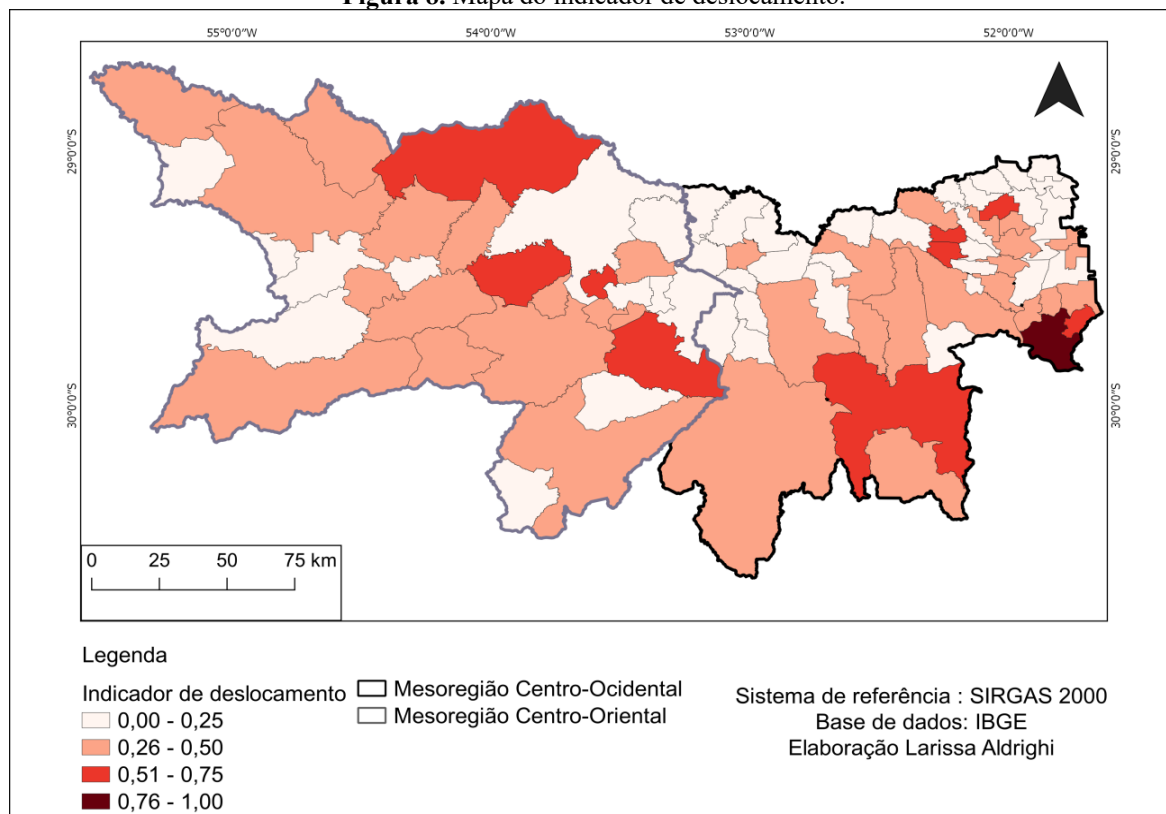 Figura 8. Mapa do indicador de deslocamento.
55°0'0"W 54°0'0"W 53°0'0"W 52°0'0"W
29°0'0"S
29°0'0"S
30°0'0"S
30°0'0"S
0 25 50 75 km
Legenda
Indicador de deslocamento
0,00 - 0,25
0,26 - 0,50
0,51 - 0,75
0,76 - 1,00
Mesoregião Centro-Ocidental
Mesoregião Centro-Oriental
Sistema de referência : SIRGAS 2000
Base de dados: IBGE
Elaboração Larissa Aldrighi